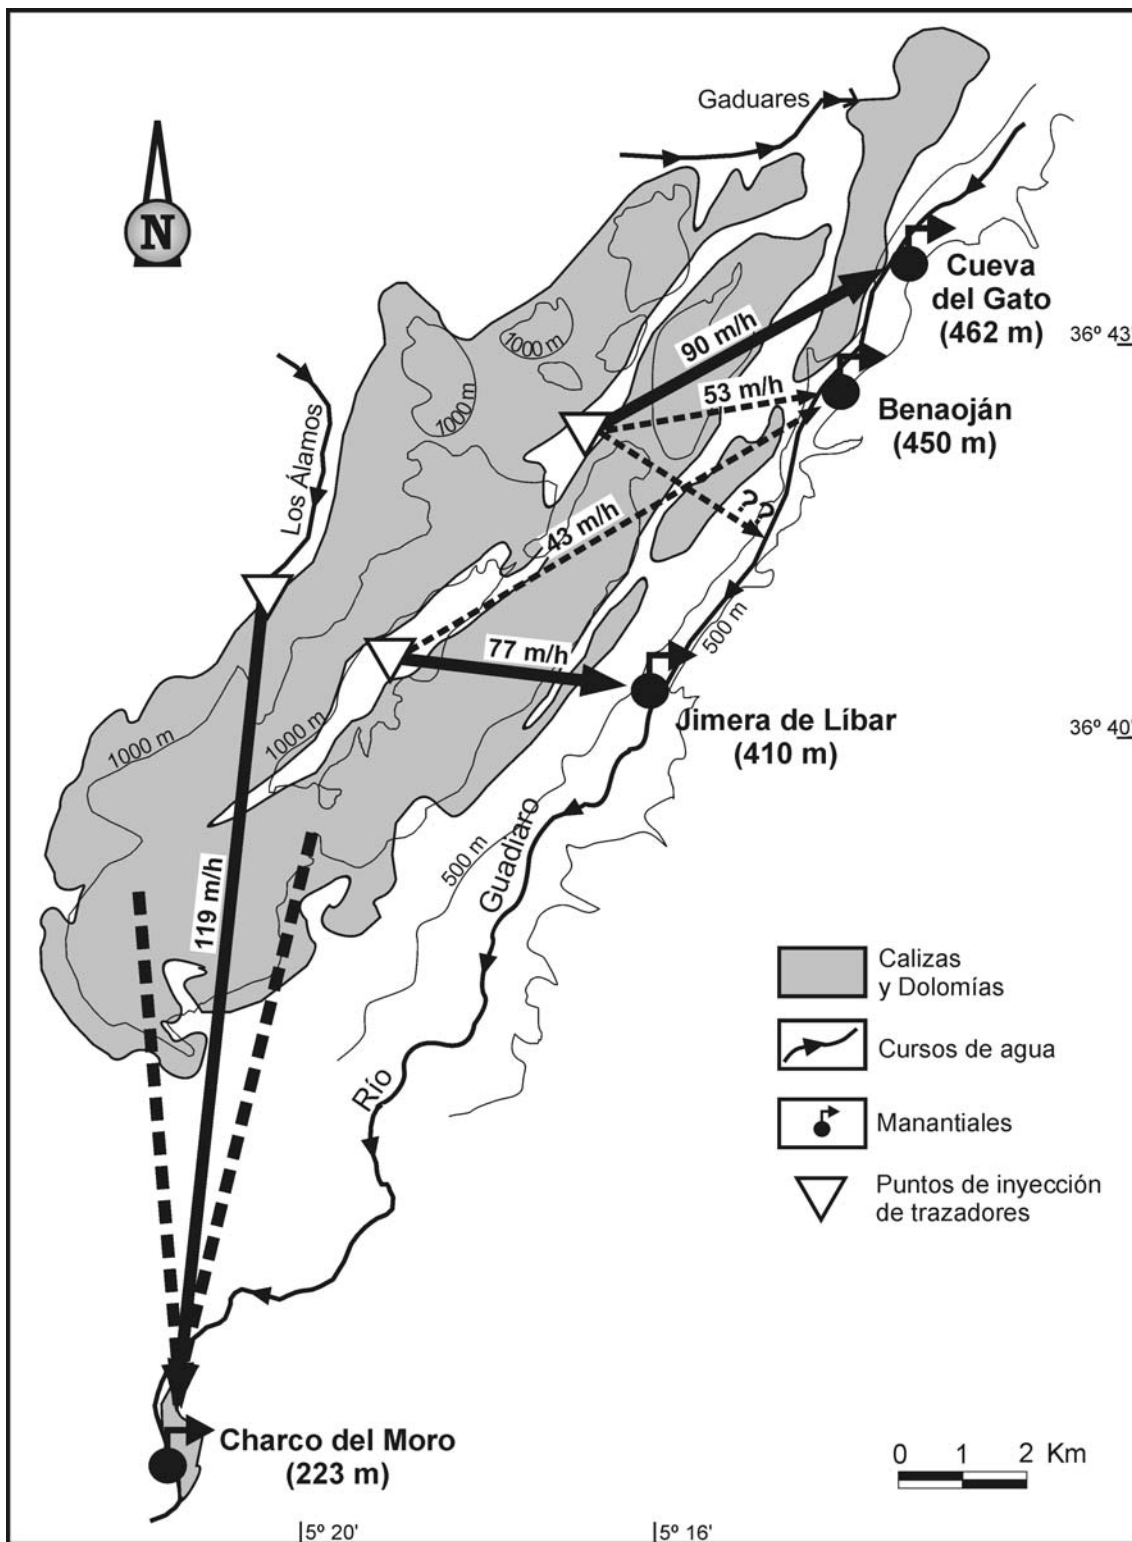 Gaduares
N
Cueva
del Gato
(462 m)
36º 43'
1000 m
90 m/h
1000 m
53 m/h
Benaoján
(450 m)
Los Álamos
??
43 m/h
500 m
77 m/h
Jimera de Líbar
(410 m)
36º 40'
1000 m
1000 m
500 m
Guadiaro
119 m/h
Calizas
y Dolomías
Cursos de agua
Río
Manantiales
Puntos de inyección
de trazadores
Charco del Moro
(223 m)
0 1 2 Km
5º 20'
5º 16'